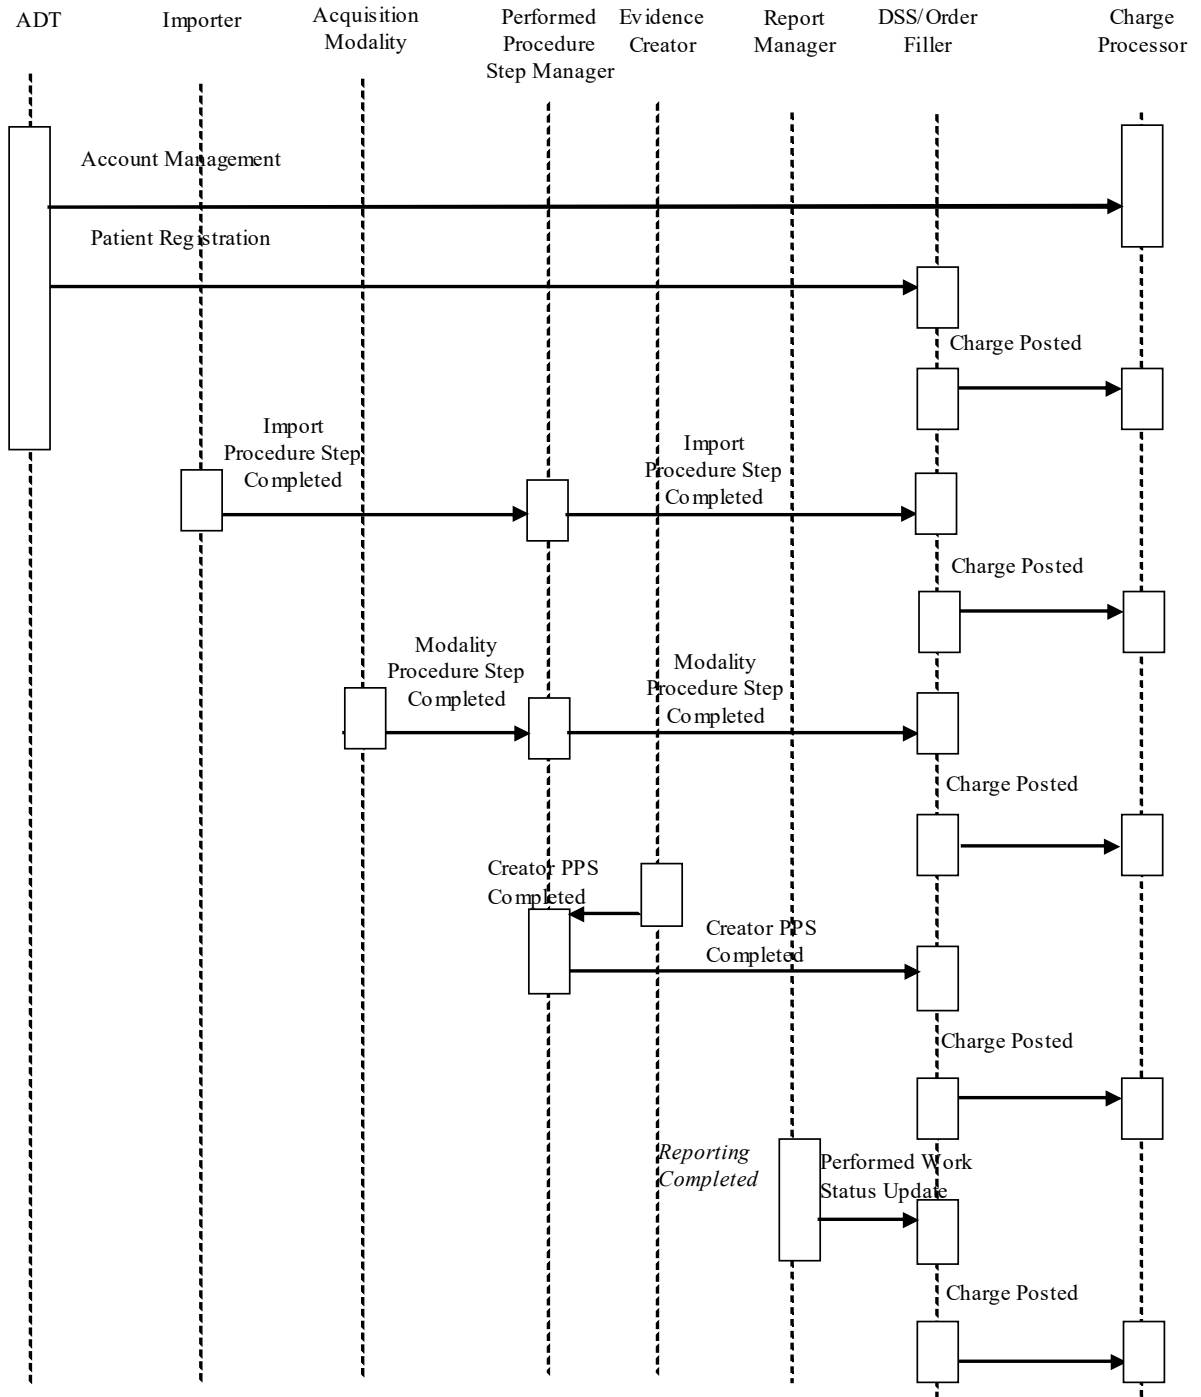 ADT
Importer
Acquisition
Modality
Performed
Procedure
Step Manager
Evidence
Creator
Report
Manager
DSS/Order
Filler
Charge
Processor
Account Management
Patient Registration
Charge Posted
Import
Procedure Step
Completed
Import
Procedure Step
Completed
Charge Posted
Modality
Procedure Step
Completed
Modality
Procedure Step
Completed
Charge Posted
Creator PPS
Completed
Creator PPS
Completed
Charge Posted
Reporting
Completed
Performed Work
Status Update
Charge Posted